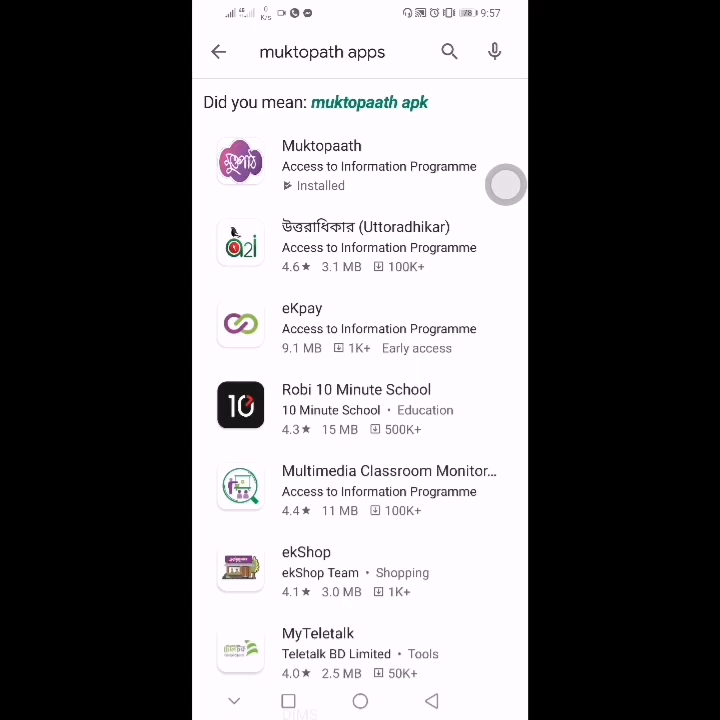 9:57
muktopath apps
Did you mean: muktopaath apk
Muktopaath
Access to Information Programme
Installed
উত্তরাধিকার (Uttoradhikar)
Access to Information Programme
4.6★ 3.1 MB 100K+
eKpay
Access to Information Programme
9.1 MB 1K+ Early access
10
Robi 10 Minute School
10 Minute School • Education
4.3★ 15 MB 500K+
Multimedia Classroom Monitor...
Access to Information Programme
4.4★ 11 MB 100K+
ekShop
ekShop Team • Shopping
4.1★ 3.0 MB 1K+
MyTeletalk
Teletalk BD Limited • Tools
4.0★ 2.5 MB 50K+
DIMS